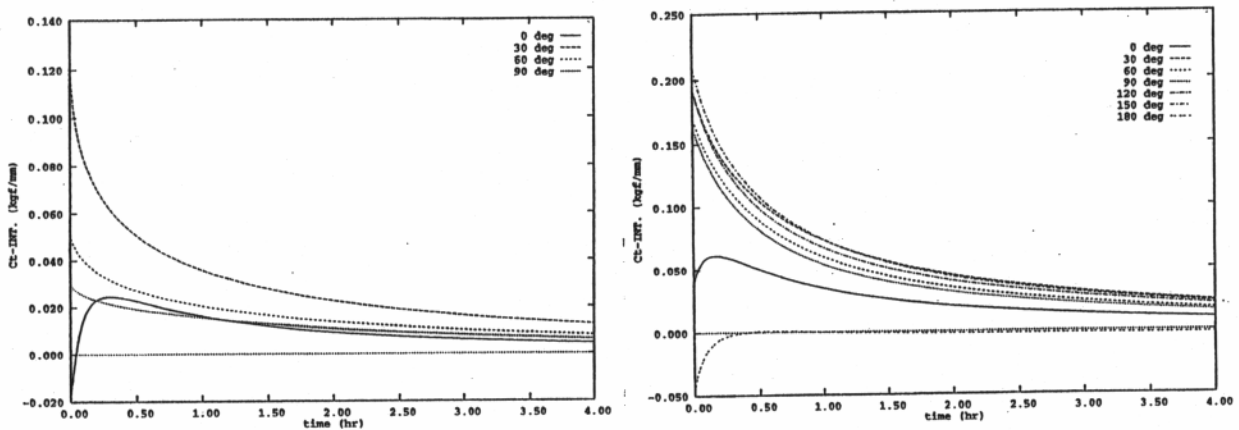 0.140
0.120
0.100
0.080
0.060
0.040
0.020
0.000
-0.020
Ct-INT. (kgf/mm)
0 deg
30 deg
60 deg
90 deg
0.00 0.50 1.00 1.50 2.00 2.50 3.00 3.50 4.00
time (hr)
0.250
0.200
0.150
0.100
0.050
0.000
-0.050
Ct-INT. (kgf/mm)
0 deg
30 deg
60 deg
90 deg
120 deg
150 deg
180 deg
0.00 0.50 1.00 1.50 2.00 2.50 3.00 3.50 4.00
time (hr)